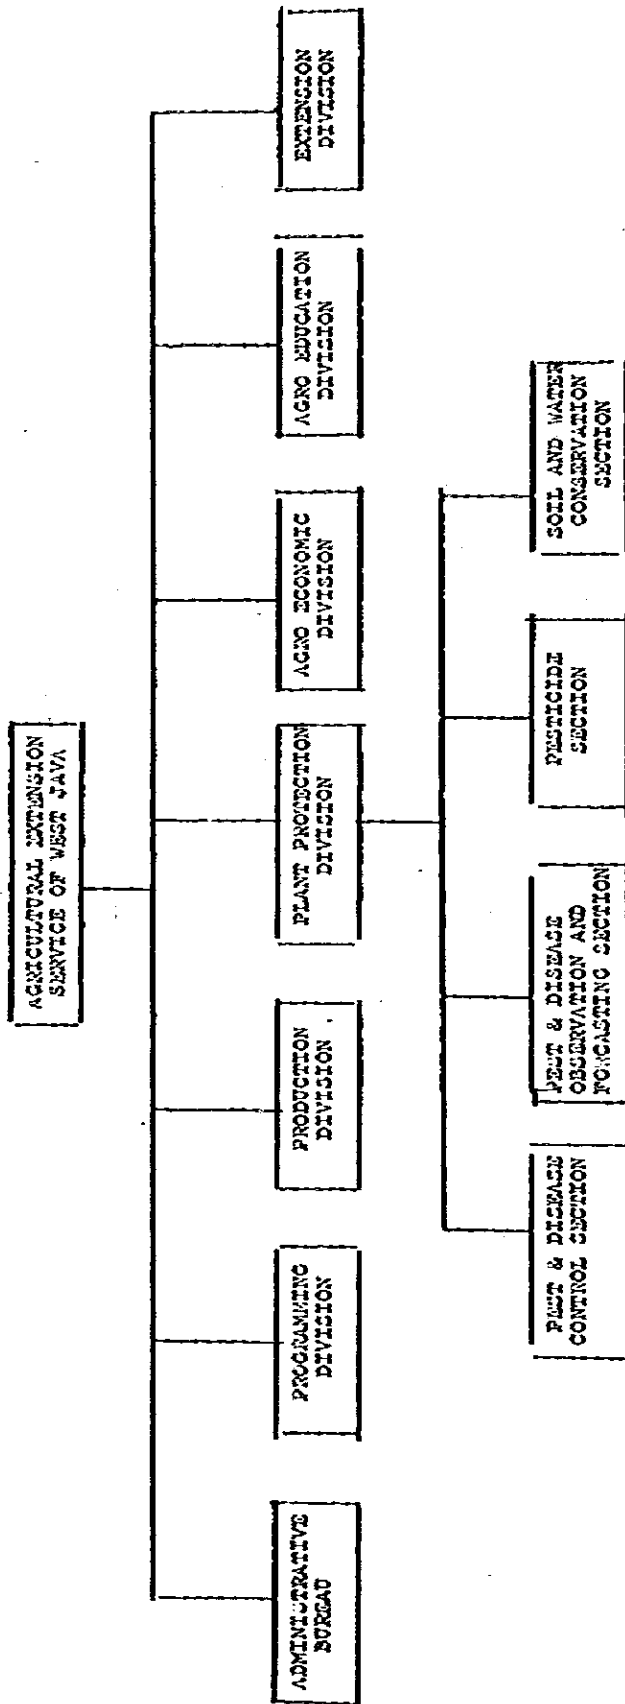 AGRICULTURAL EXTENSION
SERVICE OF WEST JAVA
ADMINISTRATIVE
BUREAU
PROGRAMMING
DIVISION
PRODUCTION
DIVISION
PLANT PROTECTION
DIVISION
AGRO ECONOMIC
DIVISION
AGRO EDUCATION
DIVISION
EXTENSION
DIVISION
PEST & DISEASE
CONTROL SECTION
PEST & DISEASE
OBSERVATION AND
FORCASTING SECTION
PESTICIDE
SECTION
SOIL AND WATER
CONSERVATION
SECTION